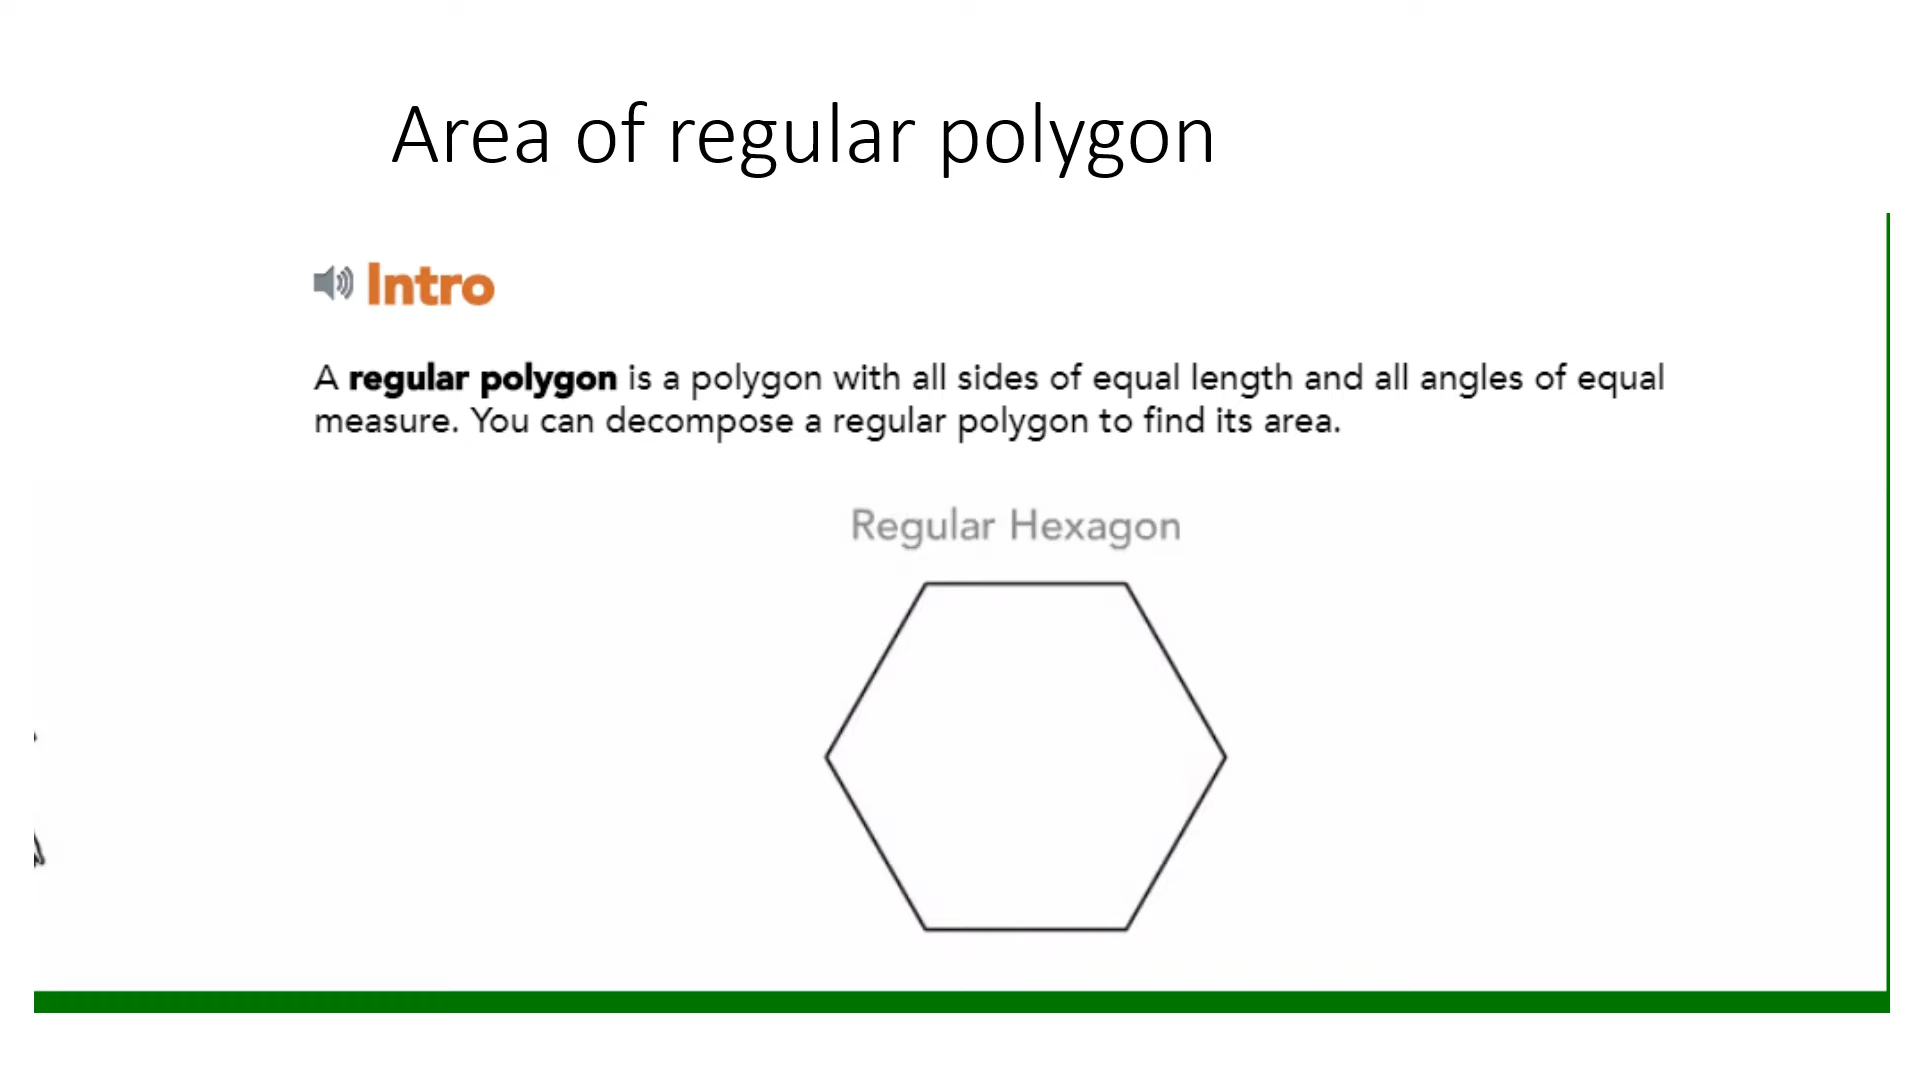 Area of regular polygon
Intro
A regular polygon is a polygon with all sides of equal length and all angles of equal
measure. You can decompose a regular polygon to find its area.
Regular Hexagon